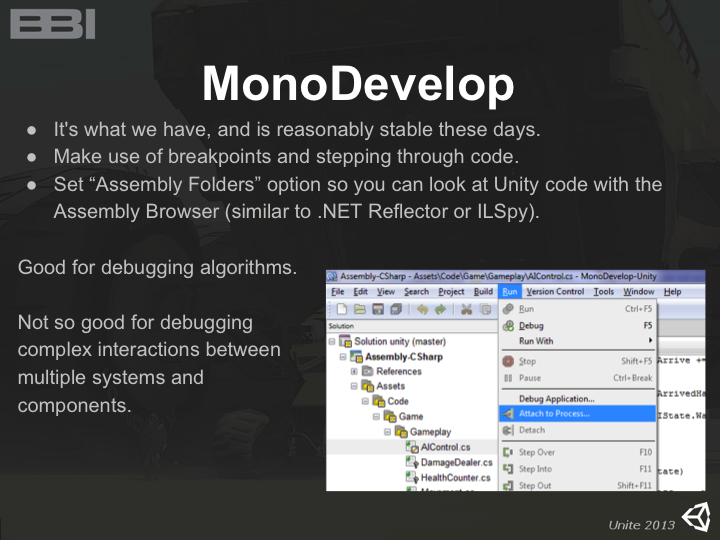 BBI
MonoDevelop
● It's what we have, and is reasonably stable these days.
● Make use of breakpoints and stepping through code.
● Set “Assembly Folders” option so you can look at Unity code with the
Assembly Browser (similar to .NET Reflector or ILSpy).
Good for debugging algorithms.
Not so good for debugging
complex interactions between
multiple systems and
components.
Assembly-CSharp - Assets\Code\Game\Gameplay\AIControl.cs - MonoDevelop-Unity
File Edit View Search Project Build Run Version Control Tools Window Help
Solution
Solution unity (master)
Assembly-CSharp
References
Assets
Code
Game
Gameplay
AIControl.cs
DamageDealer.cs
HealthCounter.cs
Run Ctrl+F5
Debug F5
Run With
Stop Shift+F5
Pause Ctrl+Break
Debug Application...
Attach to Process...
Detach
Step Over F10
Step Into F11
Step Out Shift+F11
Arrive +=
ArrivedHa
IState.Wa
tate)
Unite 2013